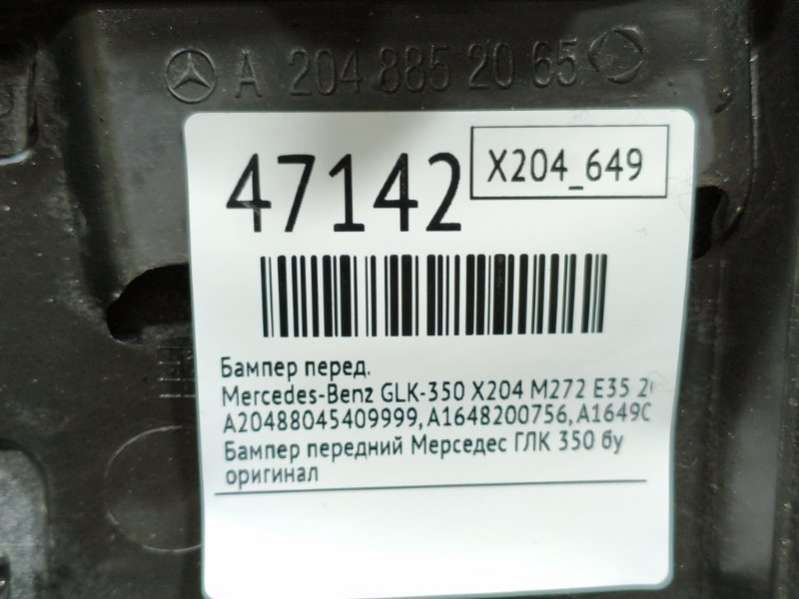 A 204 885 20 65
47142
X204_649
Бампер перед.
Mercedes-Benz GLK-350 X204 M272 E35
A20488045409999, A1648200756, A1649
Бампер передний Мерседес ГЛК 350 бу
оригинал